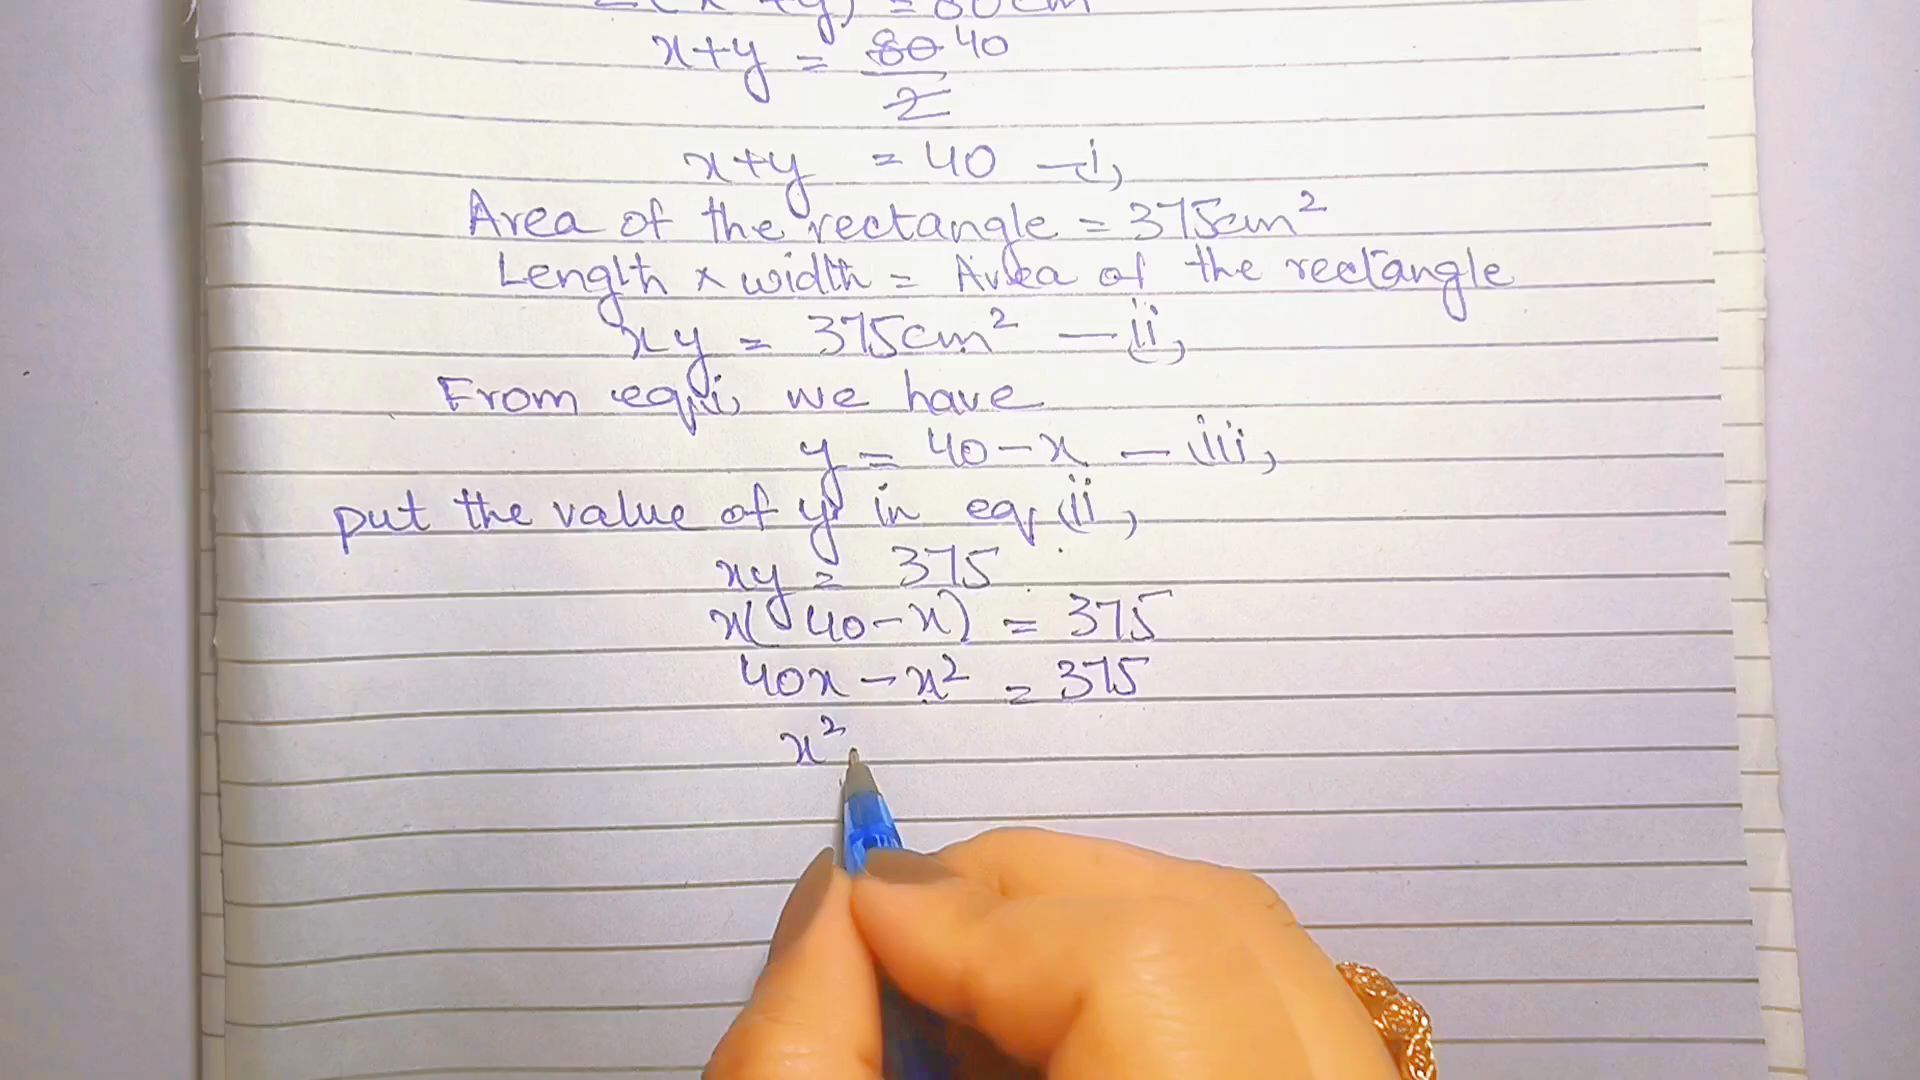 2(x+y) = 80cm
x+y = 80 40
2
x+y = 40 — i,
Area of the rectangle = 375cm²
Length × width = Area of the rectangle
xy = 375cm² — ii,
From eq i, we have
y = 40-x — iii,
put the value of y in eq ii,
xy = 375
x(40-x) = 375
40x-x² = 375
x²